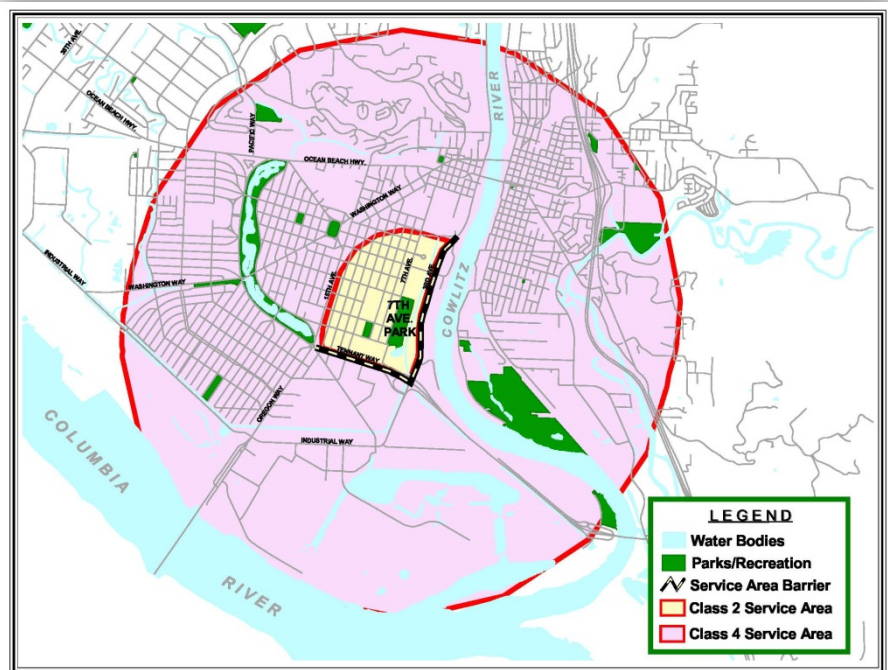 38TH AVE.
OCEAN BEACH HWY.
PACIFIC WAY
RIVER
OCEAN BEACH HWY.
WASHINGTON WAY
INDUSTRIAL WAY
WASHINGTON WAY
15TH AVE.
7TH AVE.
3RD AVE.
COWLITZ
7TH
AVE.
PARK
TENNANT WAY
OREGON WAY
COLUMBIA
INDUSTRIAL WAY
RIVER
LEGEND
Water Bodies
Parks/Recreation
Service Area Barrier
Class 2 Service Area
Class 4 Service Area